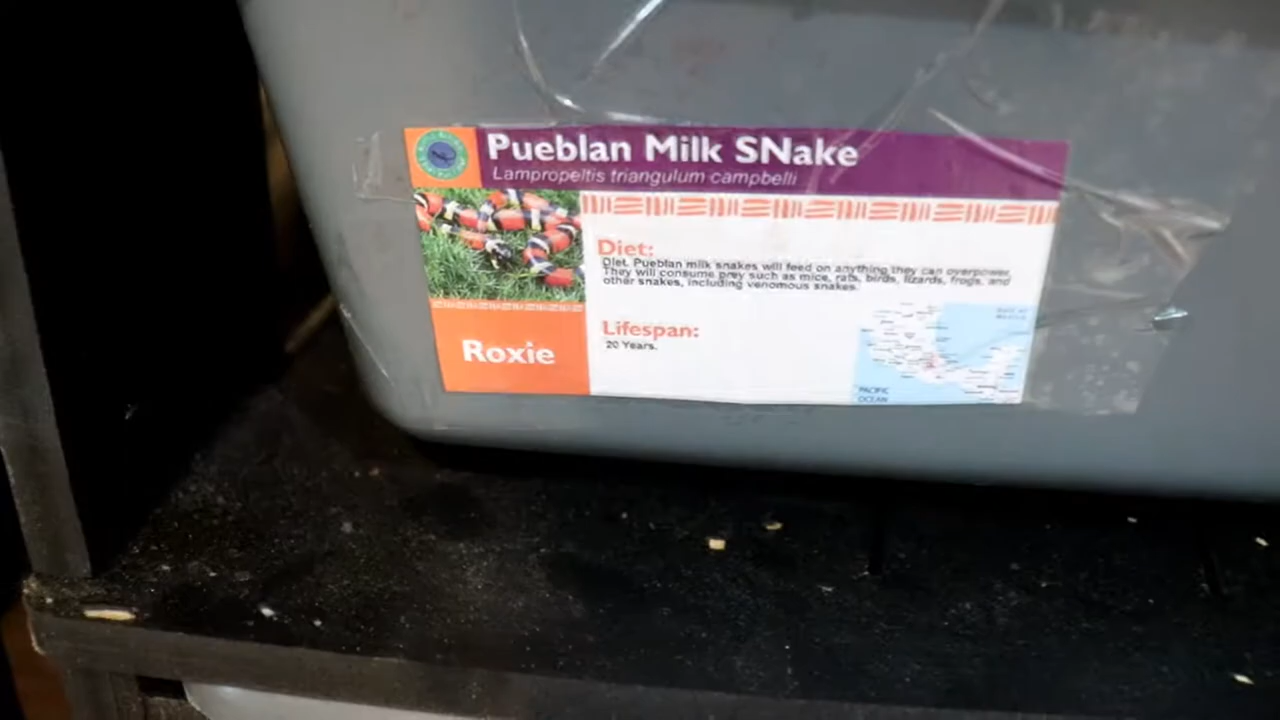 Pueblan Milk SNake
Lampropeltis triangulum campbelli
Diet:
Diet. Pueblan milk snakes will feed on anything they can overpower.
They will consume prey such as mice, rats, birds, lizards, frogs, and
other snakes, including venomous snakes.
Roxie
Lifespan:
20 Years.
PACIFIC
OCEAN